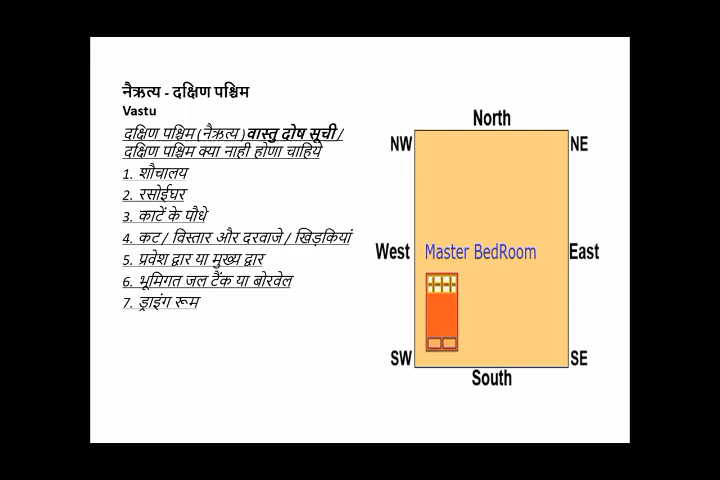 नैऋत्य - दक्षिण पश्चिम
Vastu
दक्षिण पश्चिम ( नैऋत्य ) वास्तु दोष सूची /
दक्षिण पश्चिम क्या नाही होणा चाहिये
1. शौचालय
2. रसोईघर
3. काटें के पौधे
4. कट / विस्तार और दरवाजे / खिड़कियां
5. प्रवेश द्वार या मुख्य द्वार
6. भूमिगत जल टैंक या बोरवेल
7. ड्राइंग रूम
North
NW
NE
West
Master BedRoom
East
SW
SE
South